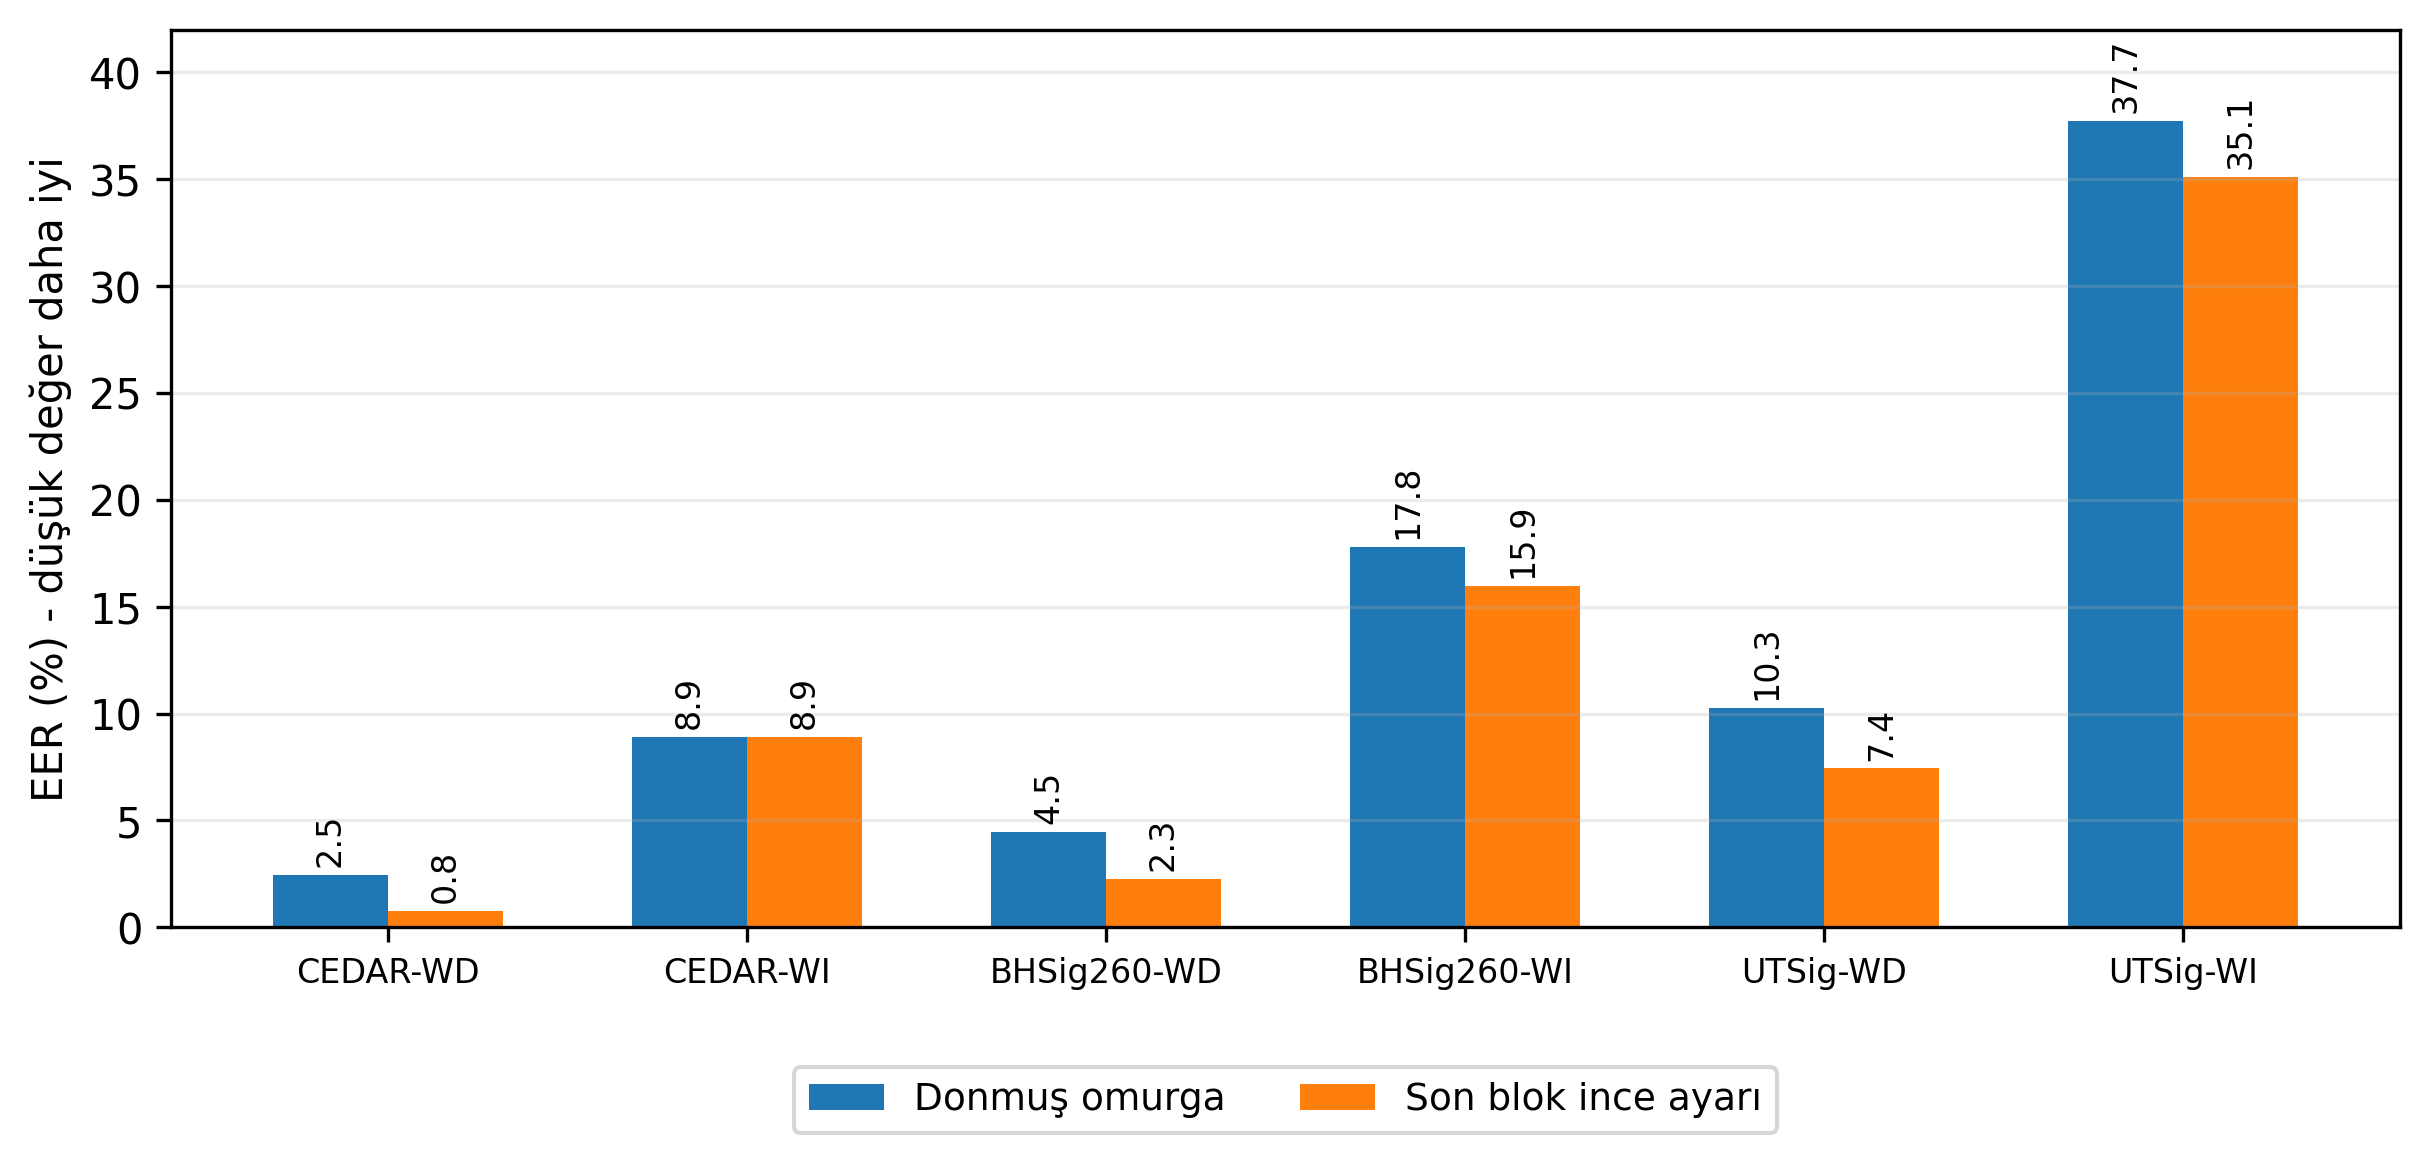 EER (%) - düşük değer daha iyi
40
35
30
25
20
15
10
5
0
2.5
0.8
8.9
8.9
4.5
2.3
17.8
15.9
10.3
7.4
37.7
35.1
CEDAR-WD
CEDAR-WI
BHSig260-WD
BHSig260-WI
UTSig-WD
UTSig-WI
Donmuş omurga
Son blok ince ayarı